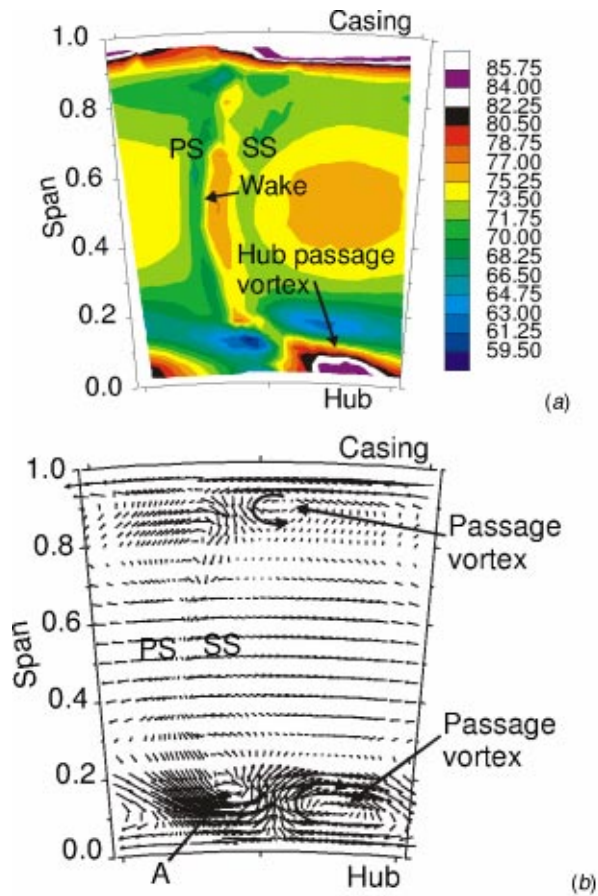 Casing
1.0
0.8
0.6
0.4
0.2
0.0
Span
PS
SS
Wake
Hub passage
vortex
Hub
85.75
84.00
82.25
80.50
78.75
77.00
75.25
73.50
71.75
70.00
68.25
66.50
64.75
63.00
61.25
59.50
(a)
Casing
1.0
0.8
0.6
0.4
0.2
0.0
Span
Passage
vortex
PS
SS
Passage
vortex
A
Hub
(b)